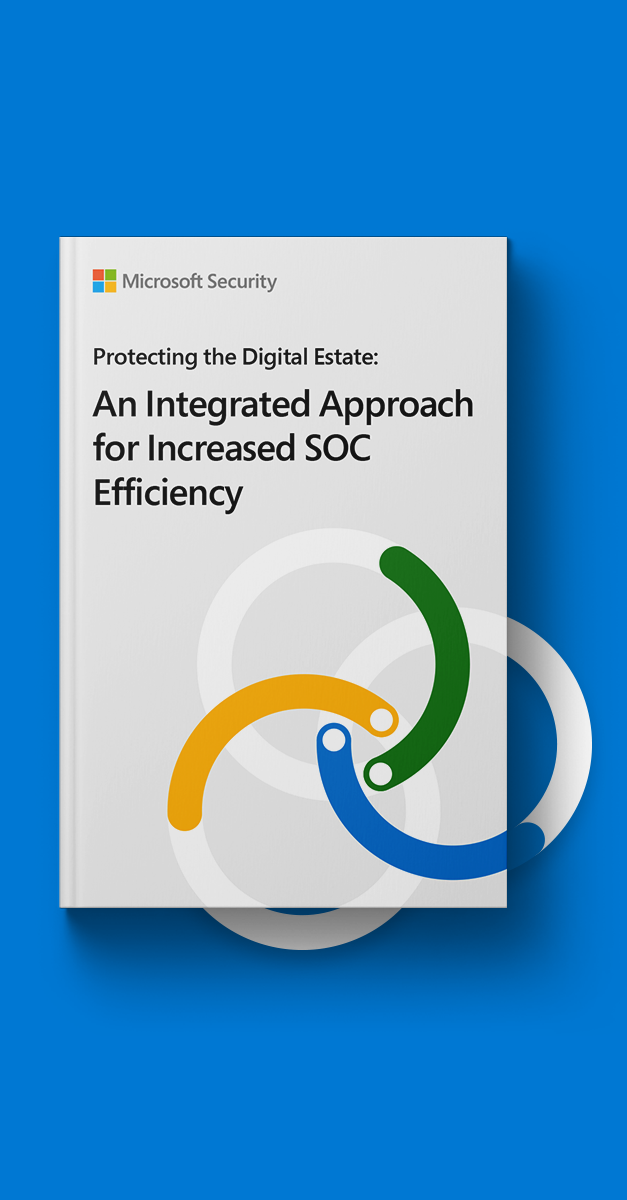 Microsoft Security
Protecting the Digital Estate:
An Integrated Approach
for Increased SOC
Efficiency